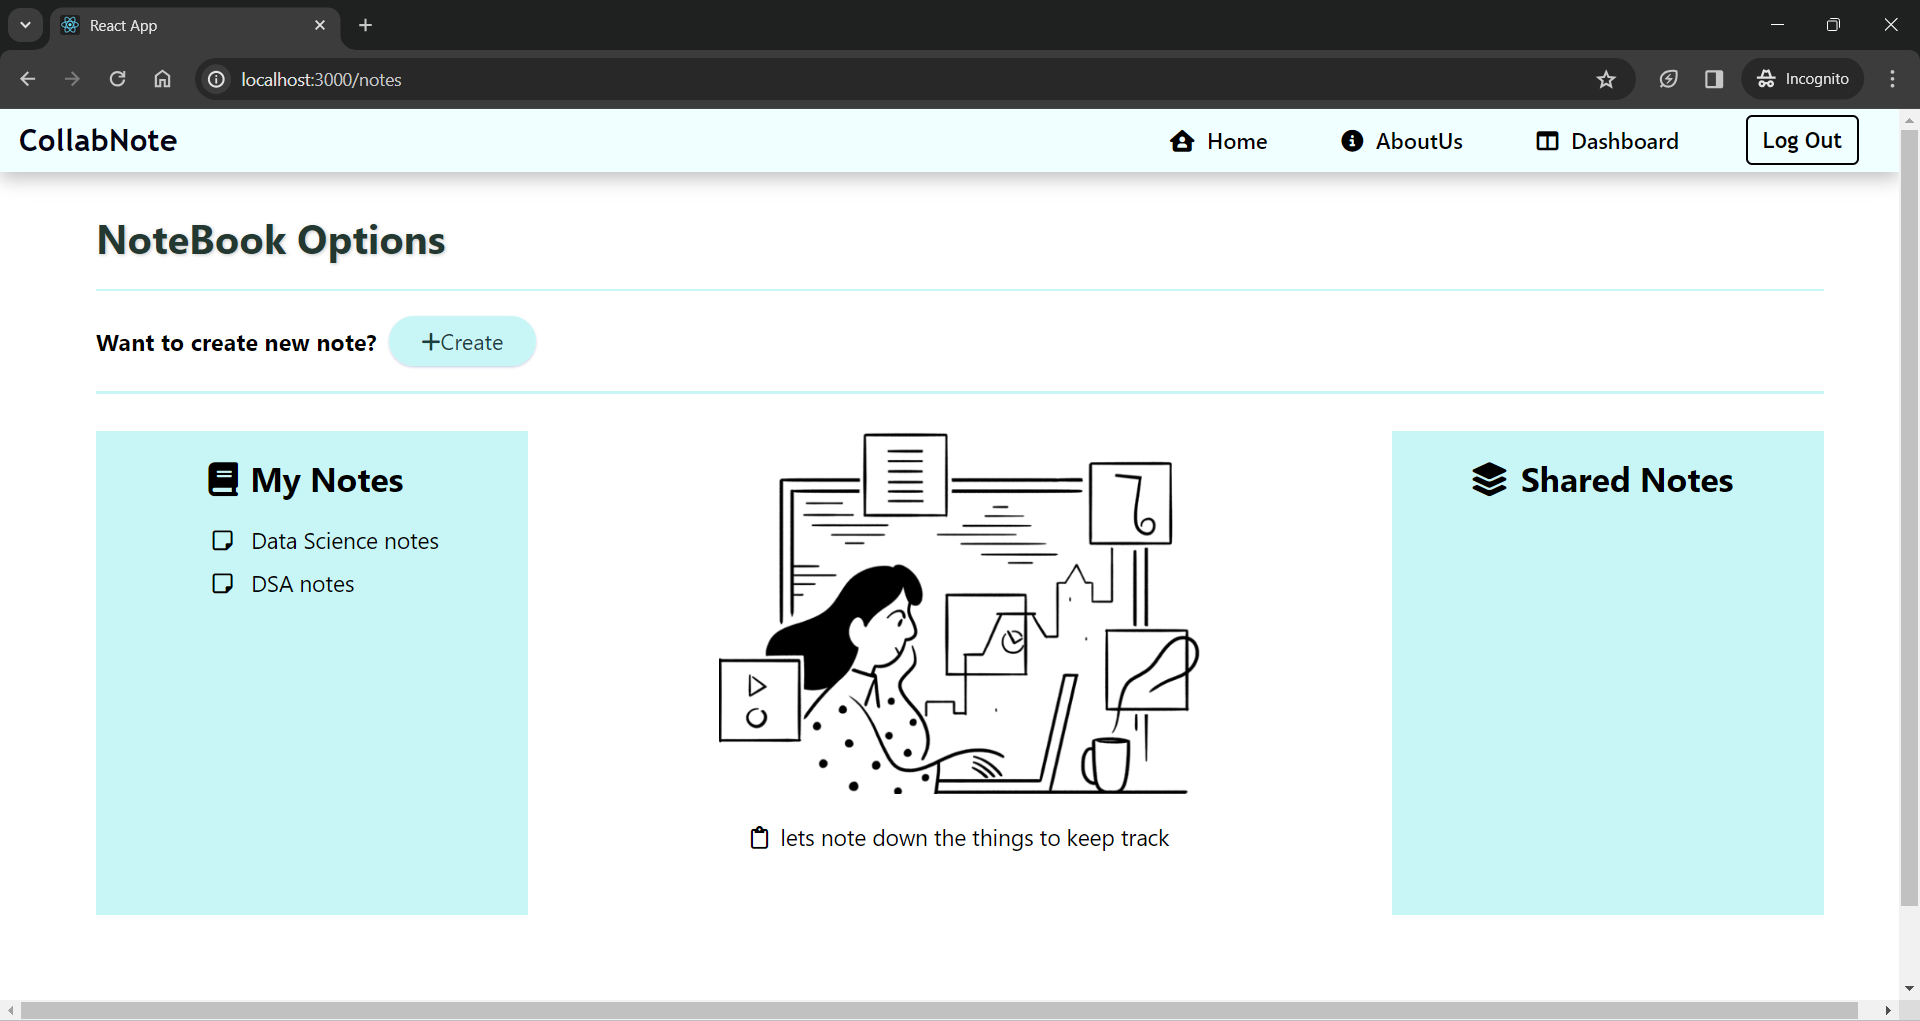 React App
localhost:3000/notes
Incognito
CollabNote
Home
AboutUs
Dashboard
Log Out
NoteBook Options
Want to create new note?
+Create
My Notes
Data Science notes
DSA notes
lets note down the things to keep track
Shared Notes